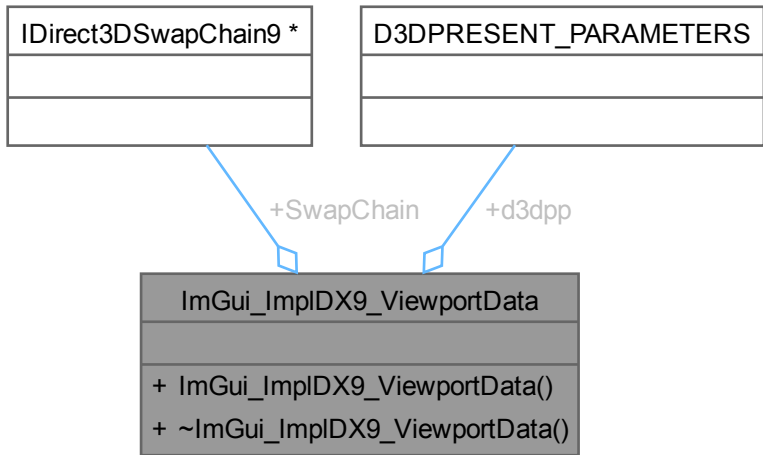 IDirect3DSwapChain9 *
D3DPRESENT_PARAMETERS
+SwapChain
+d3dpp
ImGui_ImplDX9_ViewportData
+ ImGui_ImplDX9_ViewportData()
+ ~ImGui_ImplDX9_ViewportData()